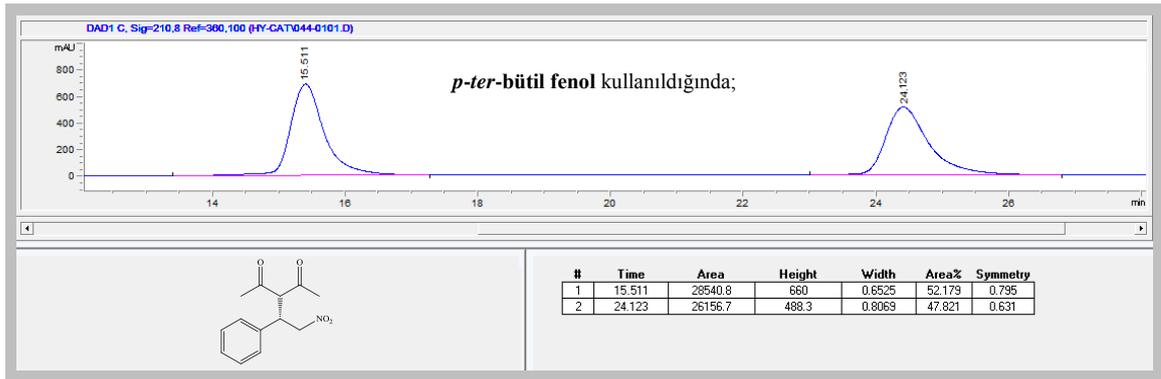 DAD1 C, Sig=210,8 Ref=360,100 (HY-CAT\044-0101.D)
mAU
800
600
400
200
0
15.511
p-ter-bütil fenol kullanıldığında;
24.123
14 16 18 20 22 24 26 min
O O
NO2
# Time Area Height Width Area% Symmetry
1 15.511 28540.8 660 0.6525 52.179 0.795
2 24.123 26156.7 488.3 0.8069 47.821 0.631